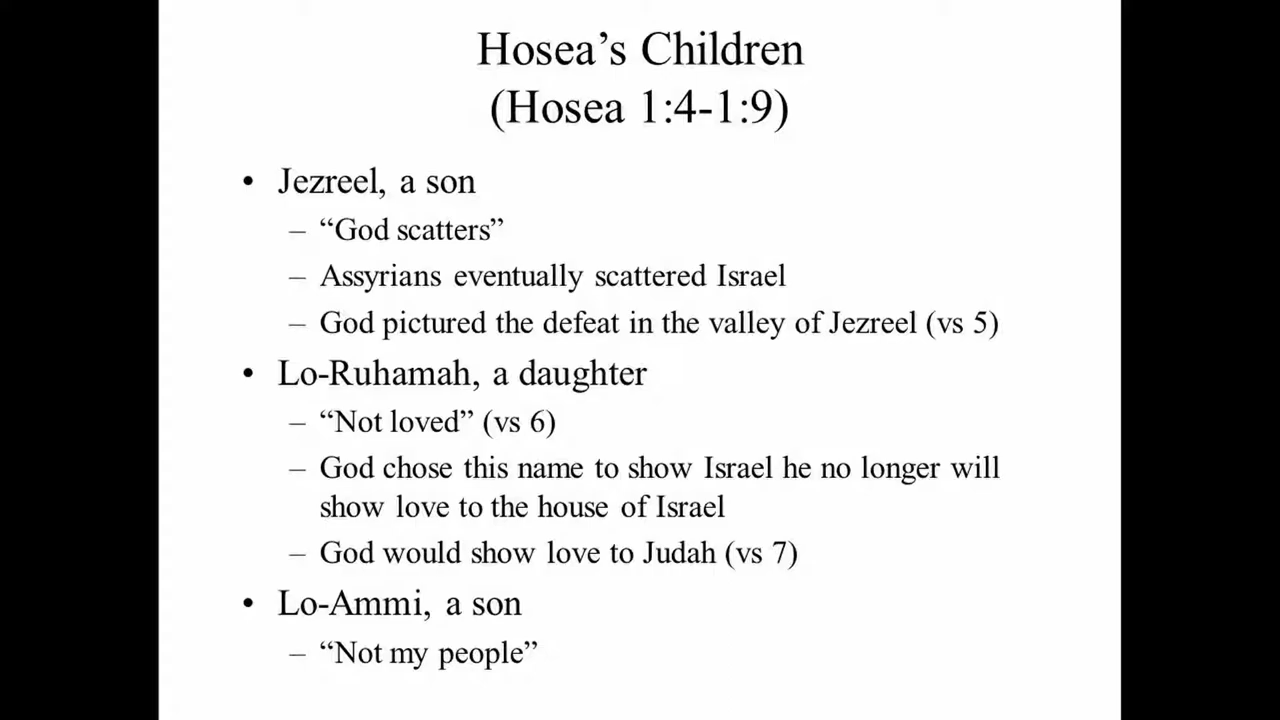 Hosea’s Children
(Hosea 1:4-1:9)
• Jezreel, a son
– “God scatters”
– Assyrians eventually scattered Israel
– God pictured the defeat in the valley of Jezreel (vs 5)
• Lo-Ruhamah, a daughter
– “Not loved” (vs 6)
– God chose this name to show Israel he no longer will
show love to the house of Israel
– God would show love to Judah (vs 7)
• Lo-Ammi, a son
– “Not my people”